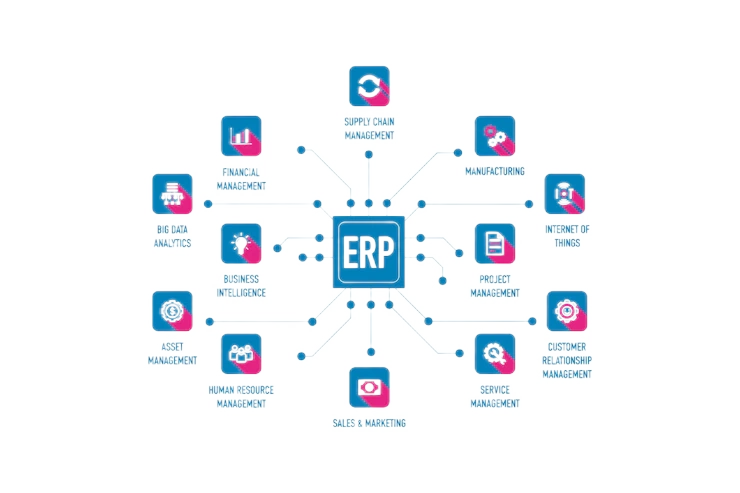 SUPPLY CHAIN
MANAGEMENT
FINANCIAL
MANAGEMENT
MANUFACTURING
BIG DATA
ANALYTICS
INTERNET OF
THINGS
ERP
BUSINESS
INTELLIGENCE
PROJECT
MANAGEMENT
ASSET
MANAGEMENT
CUSTOMER
RELATIONSHIP
MANAGEMENT
HUMAN RESOURCE
MANAGEMENT
SERVICE
MANAGEMENT
SALES & MARKETING